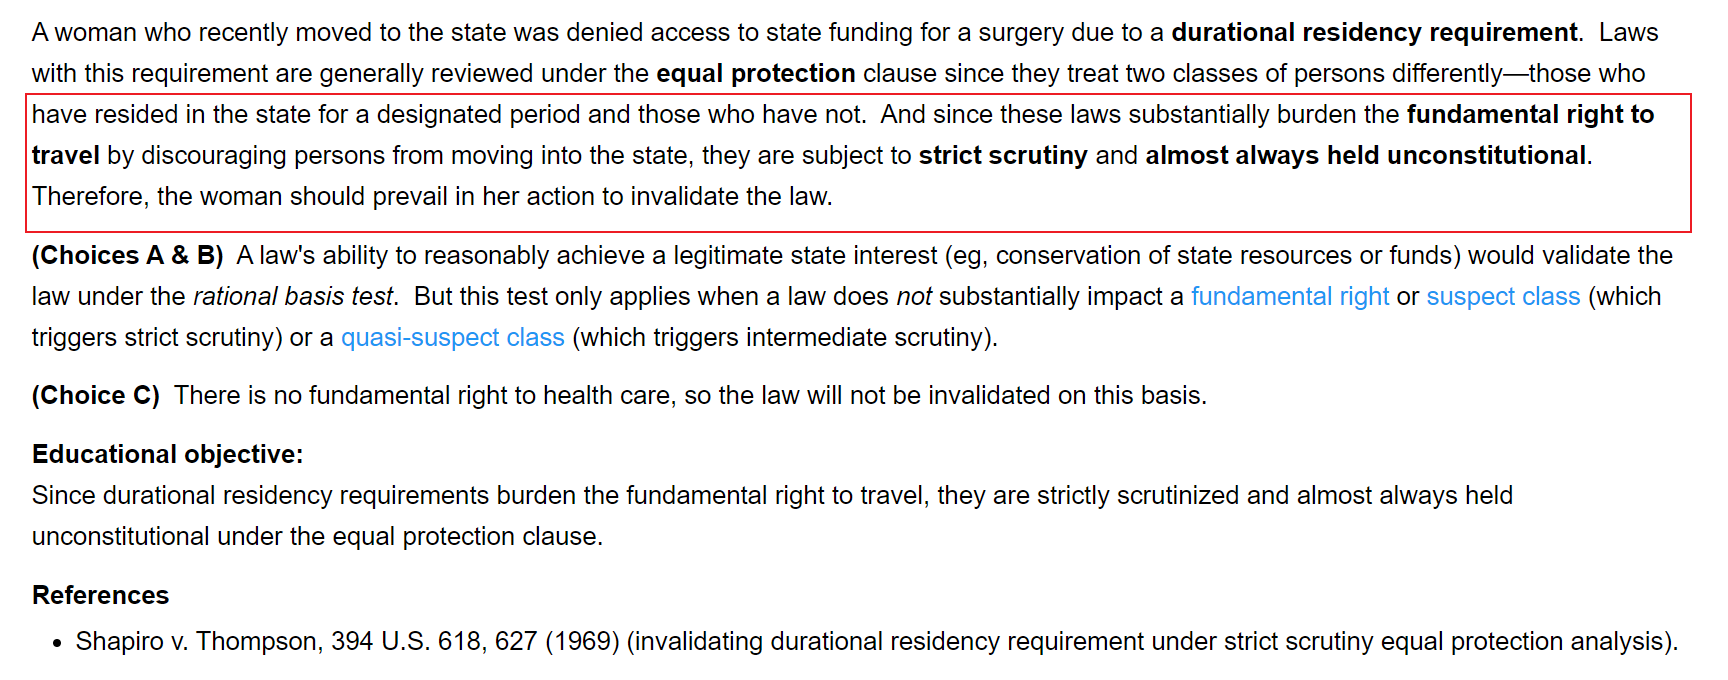 A woman who recently moved to the state was denied access to state funding for a surgery due to a durational residency requirement.  Laws
with this requirement are generally reviewed under the equal protection clause since they treat two classes of persons differently—those who
have resided in the state for a designated period and those who have not.  And since these laws substantially burden the fundamental right to
travel by discouraging persons from moving into the state, they are subject to strict scrutiny and almost always held unconstitutional.
Therefore, the woman should prevail in her action to invalidate the law.
(Choices A & B)  A law's ability to reasonably achieve a legitimate state interest (eg, conservation of state resources or funds) would validate the
law under the rational basis test.  But this test only applies when a law does not substantially impact a fundamental right or suspect class (which
triggers strict scrutiny) or a quasi-suspect class (which triggers intermediate scrutiny).
(Choice C)  There is no fundamental right to health care, so the law will not be invalidated on this basis.
Educational objective:
Since durational residency requirements burden the fundamental right to travel, they are strictly scrutinized and almost always held
unconstitutional under the equal protection clause.
References
• Shapiro v. Thompson, 394 U.S. 618, 627 (1969) (invalidating durational residency requirement under strict scrutiny equal protection analysis).